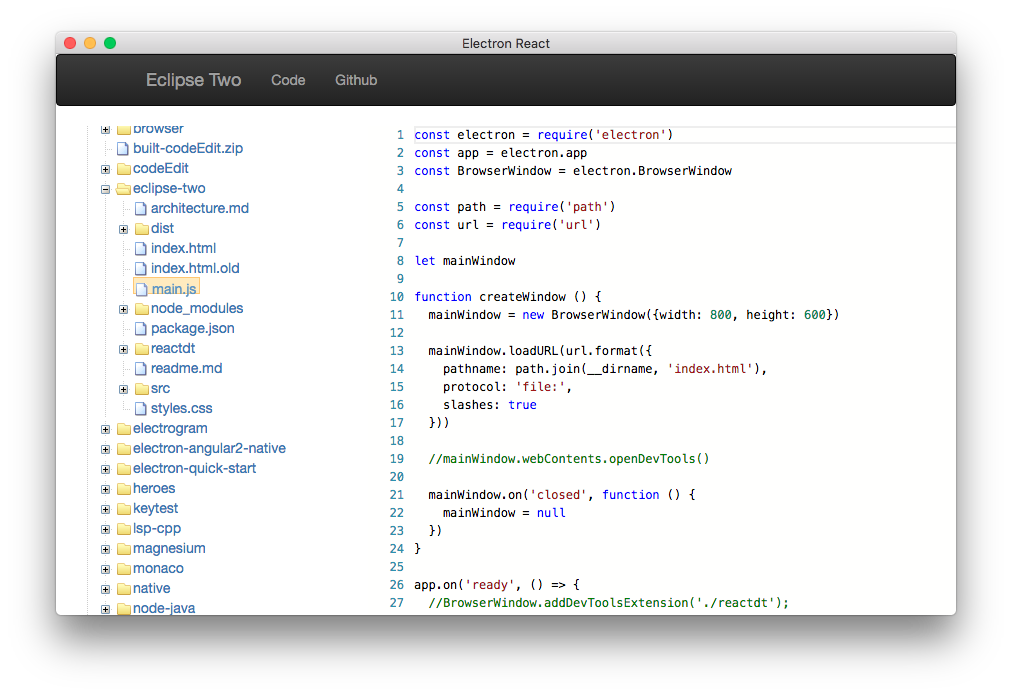 Electron React
Eclipse Two Code Github
browser
built-codeEdit.zip
codeEdit
eclipse-two
architecture.md
dist
index.html
index.html.old
main.js
node_modules
package.json
reactdt
readme.md
src
styles.css
electrogram
electron-angular2-native
electron-quick-start
heroes
keytest
lsp-cpp
magnesium
monaco
native
node-java
1 const electron = require('electron')
2 const app = electron.app
3 const BrowserWindow = electron.BrowserWindow
4
5 const path = require('path')
6 const url = require('url')
7
8 let mainWindow
9
10 function createWindow () {
11   mainWindow = new BrowserWindow({width: 800, height: 600})
12
13   mainWindow.loadURL(url.format({
14     pathname: path.join(__dirname, 'index.html'),
15     protocol: 'file:',
16     slashes: true
17   }))
18
19   //mainWindow.webContents.openDevTools()
20
21   mainWindow.on('closed', function () {
22     mainWindow = null
23   })
24 }
25
26 app.on('ready', () => {
27   //BrowserWindow.addDevToolsExtension('./reactdt');